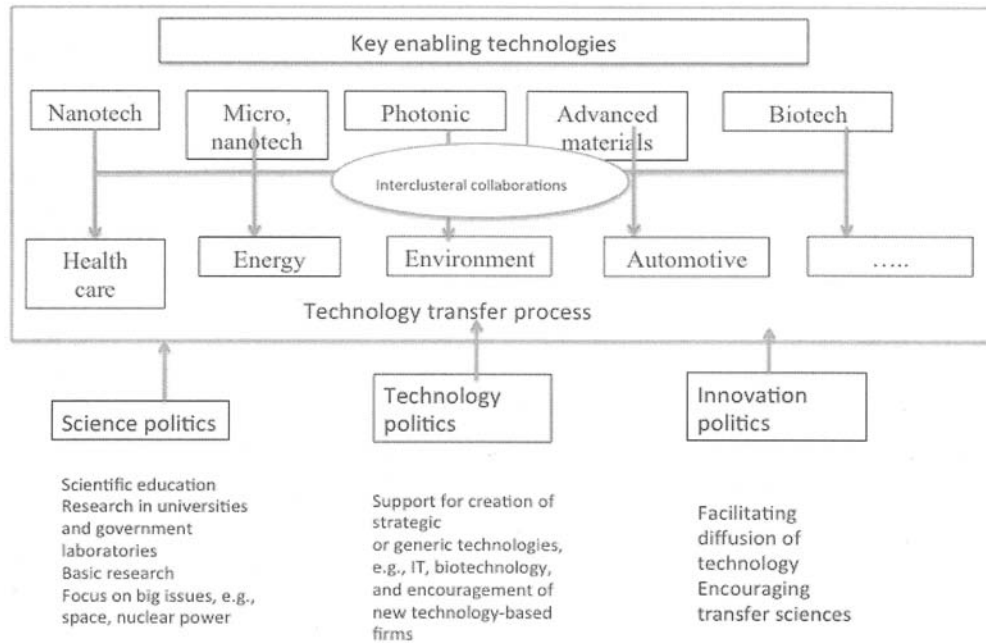 Key enabling technologies
Nanotech
Micro,
nanotech
Photonic
Advanced
materials
Biotech
Interclusteral collaborations
Health
care
Energy
Environment
Automotive
.....
Technology transfer process
Science politics
Technology
politics
Innovation
politics
Scientific education
Research in universities
and government
laboratories
Basic research
Focus on big issues, e.g.,
space, nuclear power
Support for creation of
strategic
or generic technologies,
e.g., IT, biotechnology,
and encouragement of
new technology-based
firms
Facilitating
diffusion of
technology
Encouraging
transfer sciences